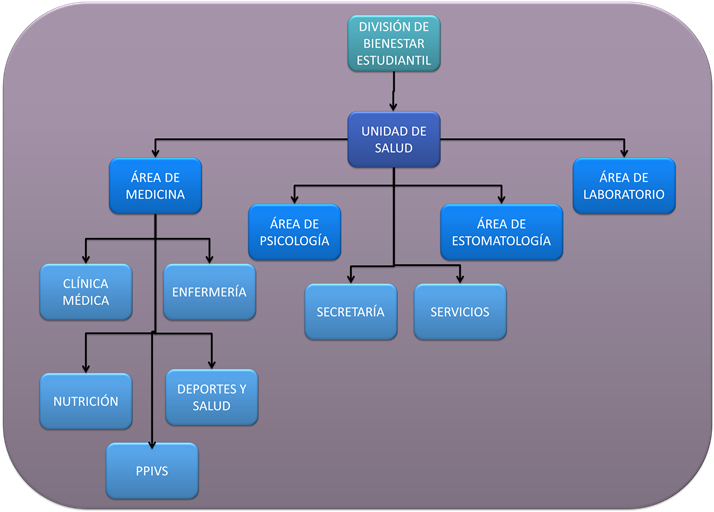 DIVISIÓN DE
BIENESTAR
ESTUDIANTIL
UNIDAD DE
SALUD
ÁREA DE
MEDICINA
ÁREA DE
LABORATORIO
ÁREA DE
PSICOLOGÍA
ÁREA DE
ESTOMATOLOGÍA
CLÍNICA
MÉDICA
ENFERMERÍA
SECRETARÍA
SERVICIOS
NUTRICIÓN
DEPORTES Y
SALUD
PPIVS